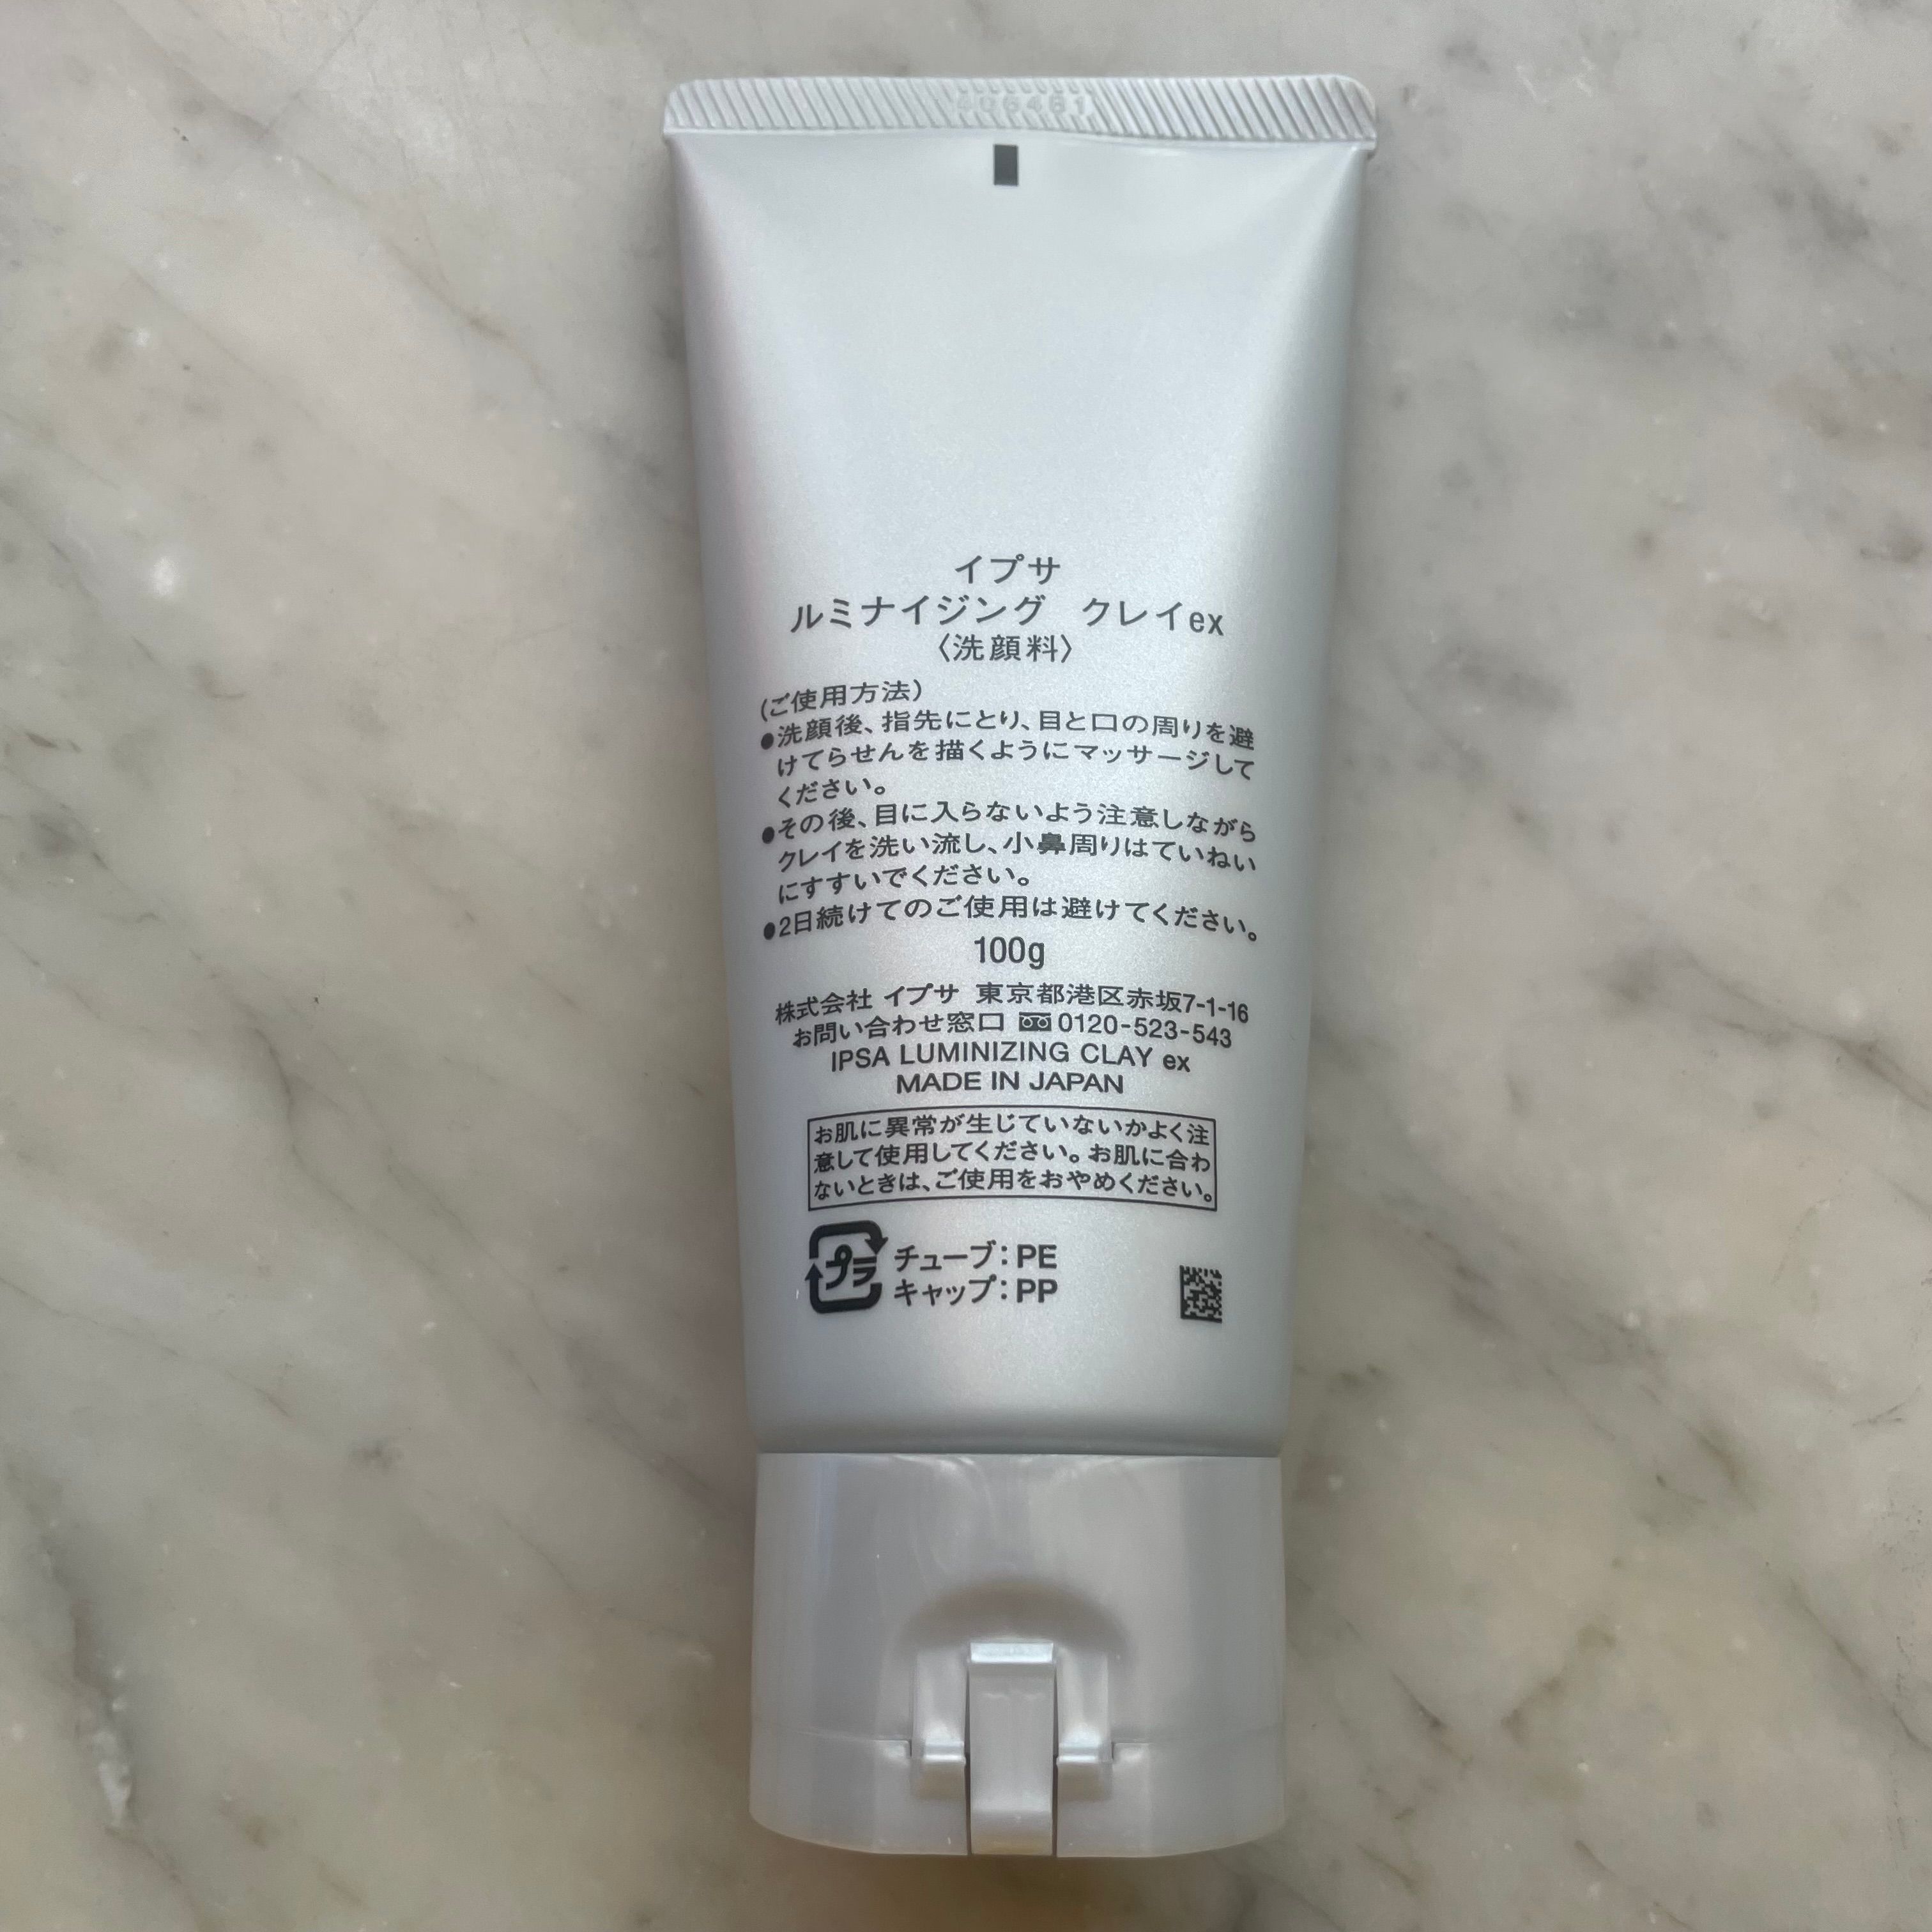 イプサ
ルミナイジング クレイex
〈洗顔料〉
(ご使用方法)
●洗顔後、指先にとり、目と口の周りを避
けてらせんを描くようにマッサージして
ください。
●その後、目に入らないよう注意しながら
クレイを洗い流し、小鼻周りはていねい
にすすいでください。
●2日続けてのご使用は避けてください。
100g
株式会社 イプサ 東京都港区赤坂7-1-16
お問い合わせ窓口 0120-523-543
IPSA LUMINIZING CLAY ex
MADE IN JAPAN
お肌に異常が生じていないかよく注
意して使用してください。お肌に合わ
ないときは、ご使用をおやめください。
プラ
チューブ：PE
キャップ：PP